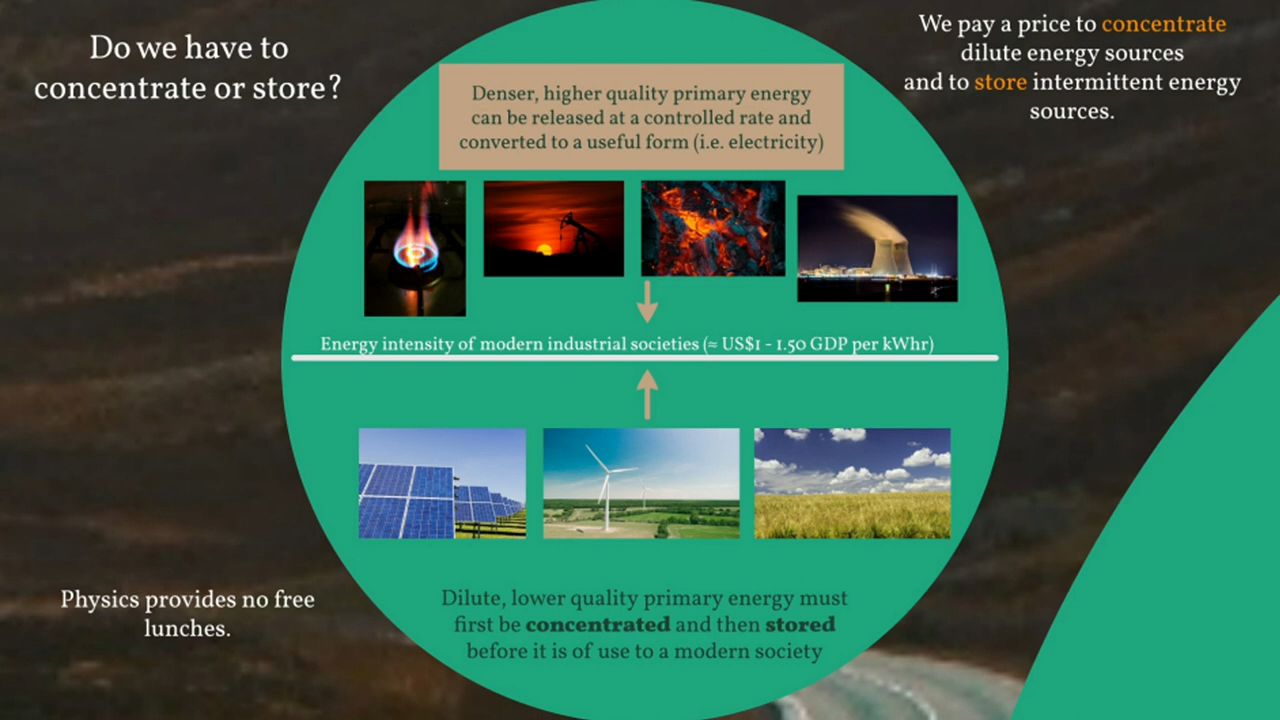 Do we have to
concentrate or store?
We pay a price to concentrate
dilute energy sources
and to store intermittent energy
sources.
Denser, higher quality primary energy
can be released at a controlled rate and
converted to a useful form (i.e. electricity)
Energy intensity of modern industrial societies (≈ US$1 - 1.50 GDP per kWhr)
Physics provides no free
lunches.
Dilute, lower quality primary energy must
first be concentrated and then stored
before it is of use to a modern society